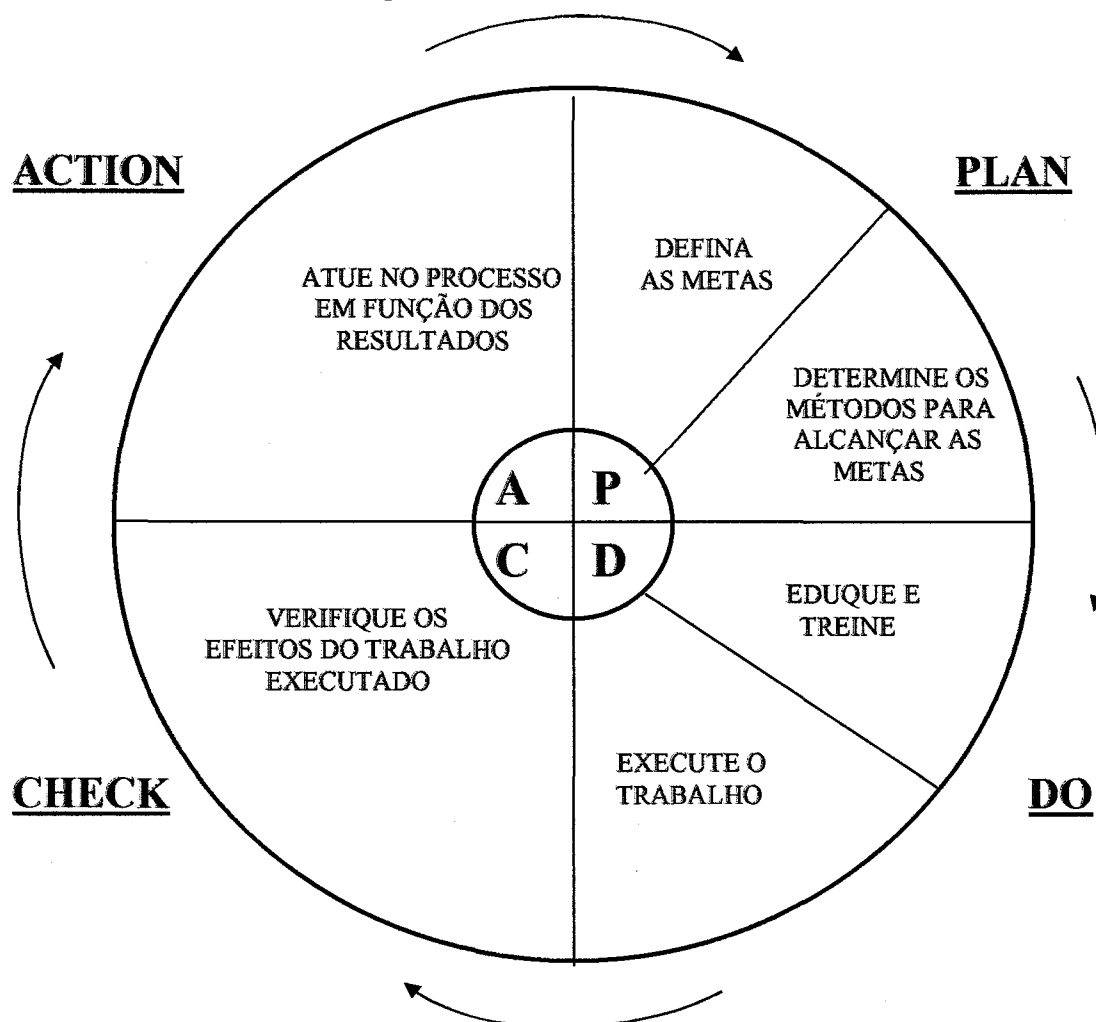 ACTION
PLAN
DEFINA
AS METAS
ATUE NO PROCESSO
EM FUNÇÃO DOS
RESULTADOS
DETERMINE OS
MÉTODOS PARA
ALCANÇAR AS
METAS
A P
C D
EDUQUE E
TREINE
VERIFIQUE OS
EFEITOS DO TRABALHO
EXECUTADO
EXECUTE O
TRABALHO
CHECK
DO